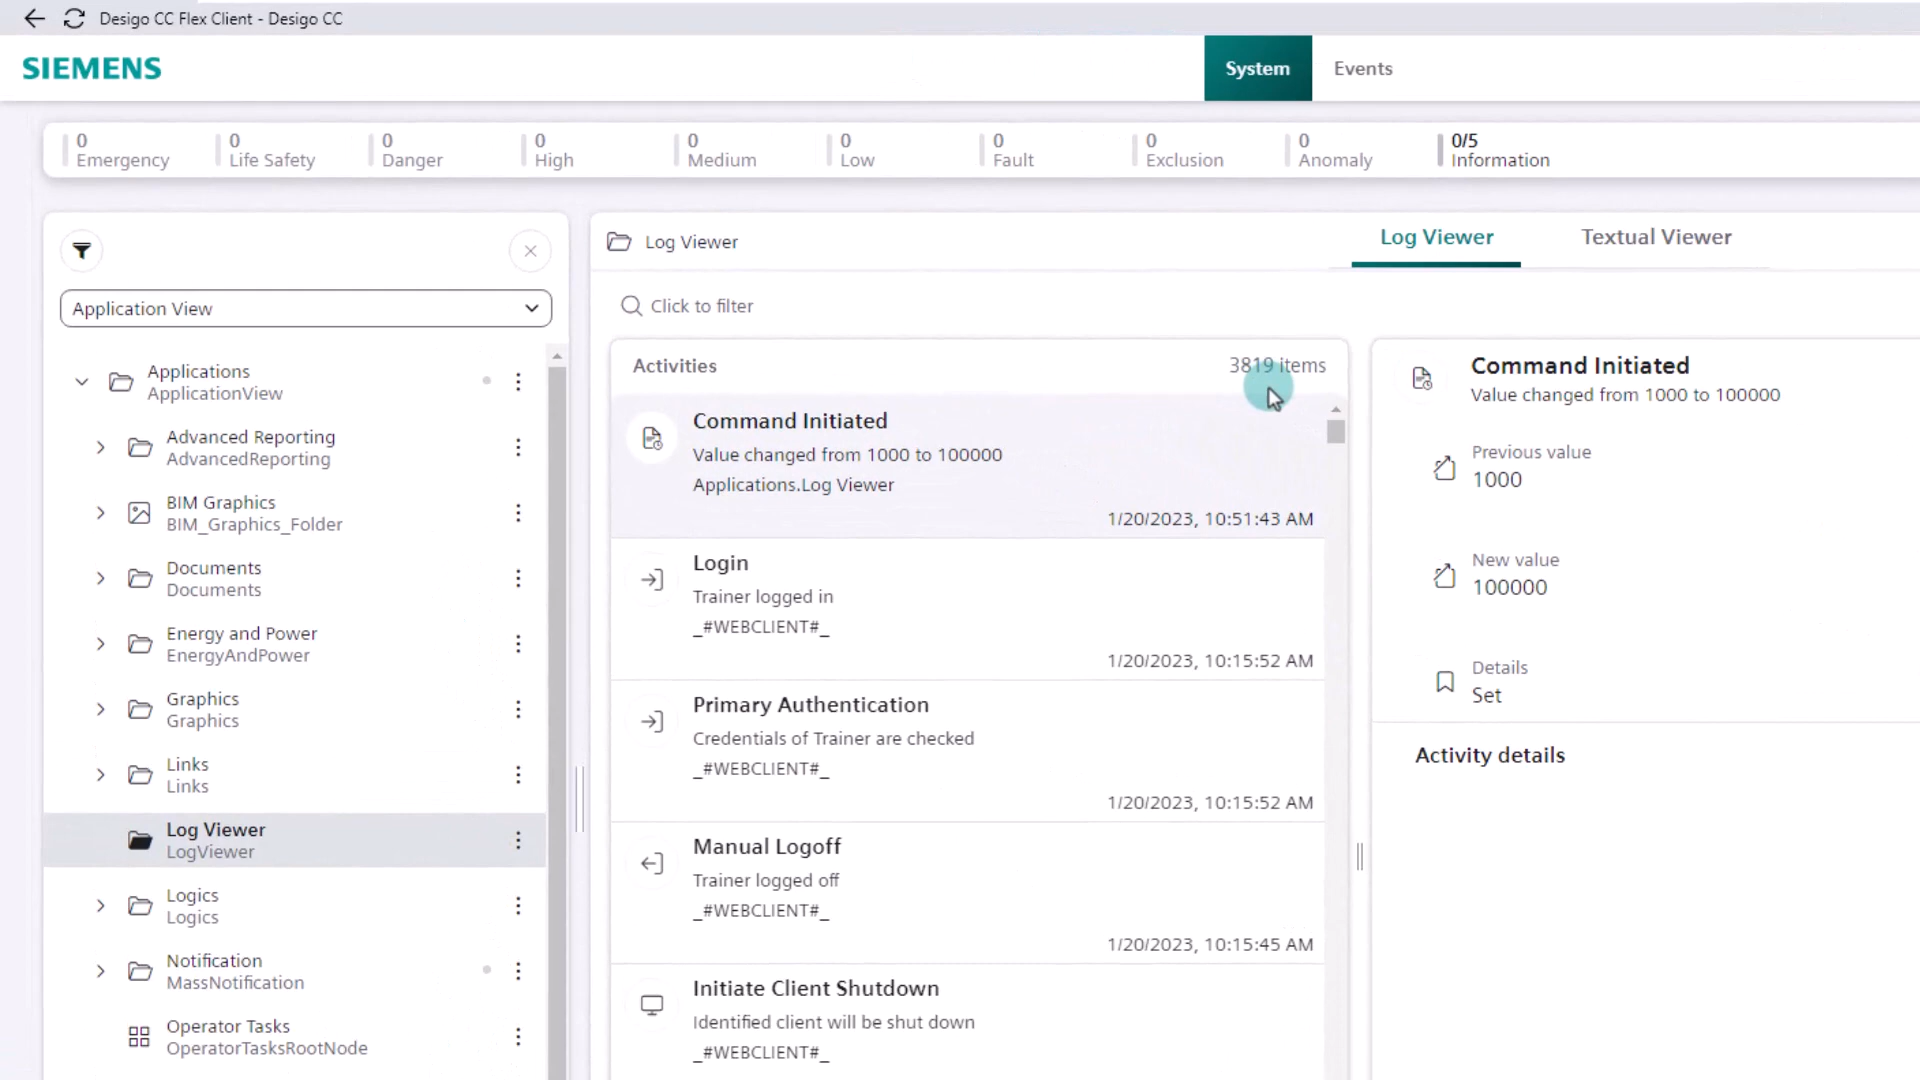 Desigo CC Flex Client - Desigo CC
SIEMENS
System
Events
0
Emergency
0
Life Safety
0
Danger
0
High
0
Medium
0
Low
0
Fault
0
Exclusion
0
Anomaly
0/5
Information
Application View
Applications
ApplicationView
Advanced Reporting
AdvancedReporting
BIM Graphics
BIM_Graphics_Folder
Documents
Documents
Energy and Power
EnergyAndPower
Graphics
Graphics
Links
Links
Log Viewer
LogViewer
Logics
Logics
Notification
MassNotification
Operator Tasks
OperatorTasksRootNode
Log Viewer
Log Viewer
Textual Viewer
Click to filter
Activities
3819 items
Command Initiated
Value changed from 1000 to 100000
Applications.Log Viewer
1/20/2023, 10:51:43 AM
Login
Trainer logged in
_#WEBCLIENT#_
1/20/2023, 10:15:52 AM
Primary Authentication
Credentials of Trainer are checked
_#WEBCLIENT#_
1/20/2023, 10:15:52 AM
Manual Logoff
Trainer logged off
_#WEBCLIENT#_
1/20/2023, 10:15:45 AM
Initiate Client Shutdown
Identified client will be shut down
_#WEBCLIENT#_
Command Initiated
Value changed from 1000 to 100000
Previous value
1000
New value
100000
Details
Set
Activity details